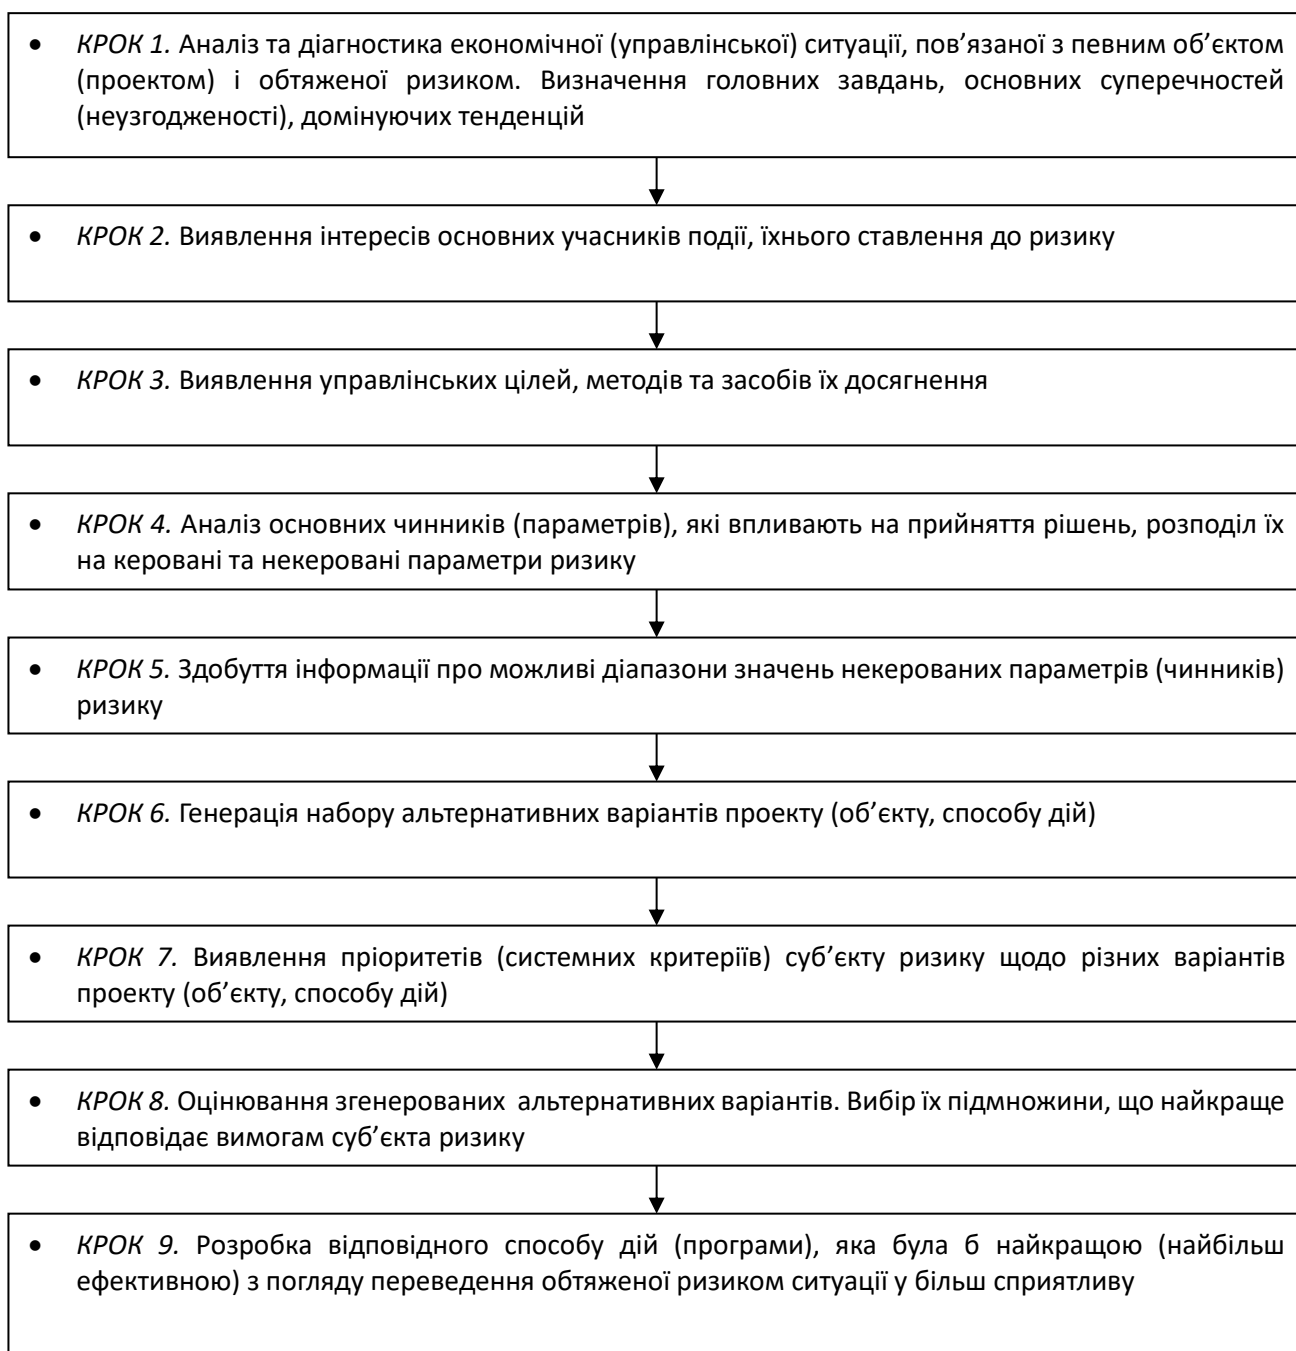 • КРОК 1. Аналіз та діагностика економічної (управлінської) ситуації, пов’язаної з певним об’єктом
(проектом) і обтяженої ризиком. Визначення головних завдань, основних суперечностей
(неузгодженості), домінуючих тенденцій
• КРОК 2. Виявлення інтересів основних учасників події, їхнього ставлення до ризику
• КРОК 3. Виявлення управлінських цілей, методів та засобів їх досягнення
• КРОК 4. Аналіз основних чинників (параметрів), які впливають на прийняття рішень, розподіл їх
на керовані та некеровані параметри ризику
• КРОК 5. Здобуття інформації про можливі діапазони значень некерованих параметрів (чинників)
ризику
• КРОК 6. Генерація набору альтернативних варіантів проекту (об’єкту, способу дій)
• КРОК 7. Виявлення пріоритетів (системних критеріїв) суб’єкту ризику щодо різних варіантів
проекту (об’єкту, способу дій)
• КРОК 8. Оцінювання згенерованих альтернативних варіантів. Вибір їх підмножини, що найкраще
відповідає вимогам суб’єкта ризику
• КРОК 9. Розробка відповідного способу дій (програми), яка була б найкращою (найбільш
ефективною) з погляду переведення обтяженої ризиком ситуації у більш сприятливу